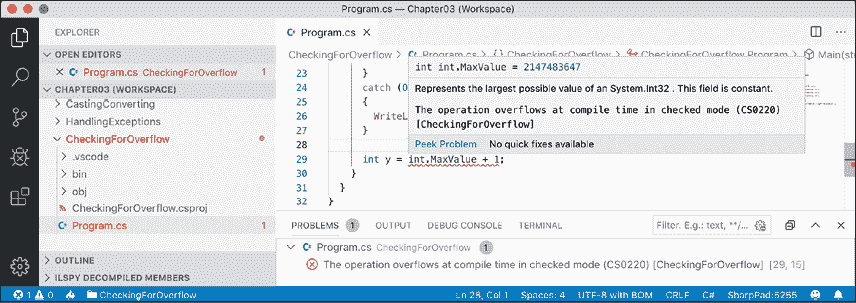 Program.cs — Chapter03 (Workspace)
EXPLORER
OPEN EDITORS
Program.cs CheckingForOverflow 1
CHAPTER03 (WORKSPACE)
CastingConverting
HandlingExceptions
CheckingForOverflow
.vscode
bin
obj
CheckingForOverflow.csproj
Program.cs 1
OUTLINE
ILSPY DECOMPILED MEMBERS
Program.cs
CheckingForOverflow Program.cs {} CheckingForOverflow CheckingForOverflow.Program Main(st
int int.MaxValue = 2147483647
Represents the largest possible value of an System.Int32 . This field is constant.
The operation overflows at compile time in checked mode (CS0220)
[CheckingForOverflow]
Peek Problem No quick fixes available
23 }
24 catch (O
25 {
26 WriteL
27 }
28
29 int y = int.MaxValue + 1;
30 }
31 }
32 }
PROBLEMS 1 OUTPUT DEBUG CONSOLE TERMINAL Filter. E.g.: text, **/...
Program.cs CheckingForOverflow 1
The operation overflows at compile time in checked mode (CS0220) [CheckingForOverflow] [29, 15]
1 0 CheckingForOverflow Ln 28, Col 1 Spaces: 4 UTF-8 with BOM CRLF C# SharpPad:5255